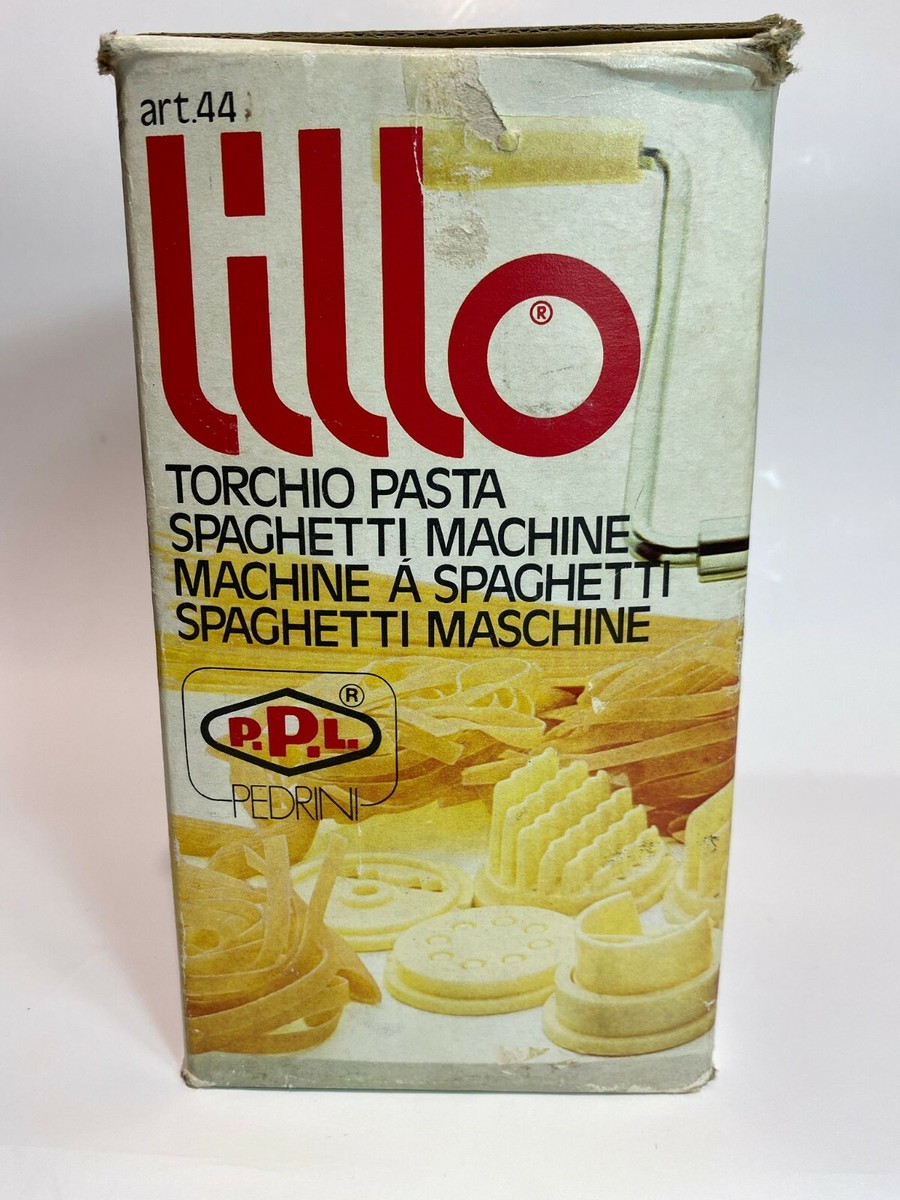 art.44
lillo
®
TORCHIO PASTA
SPAGHETTI MACHINE
MACHINE Á SPAGHETTI
SPAGHETTI MASCHINE
®
P.P.L.
PEDRINI